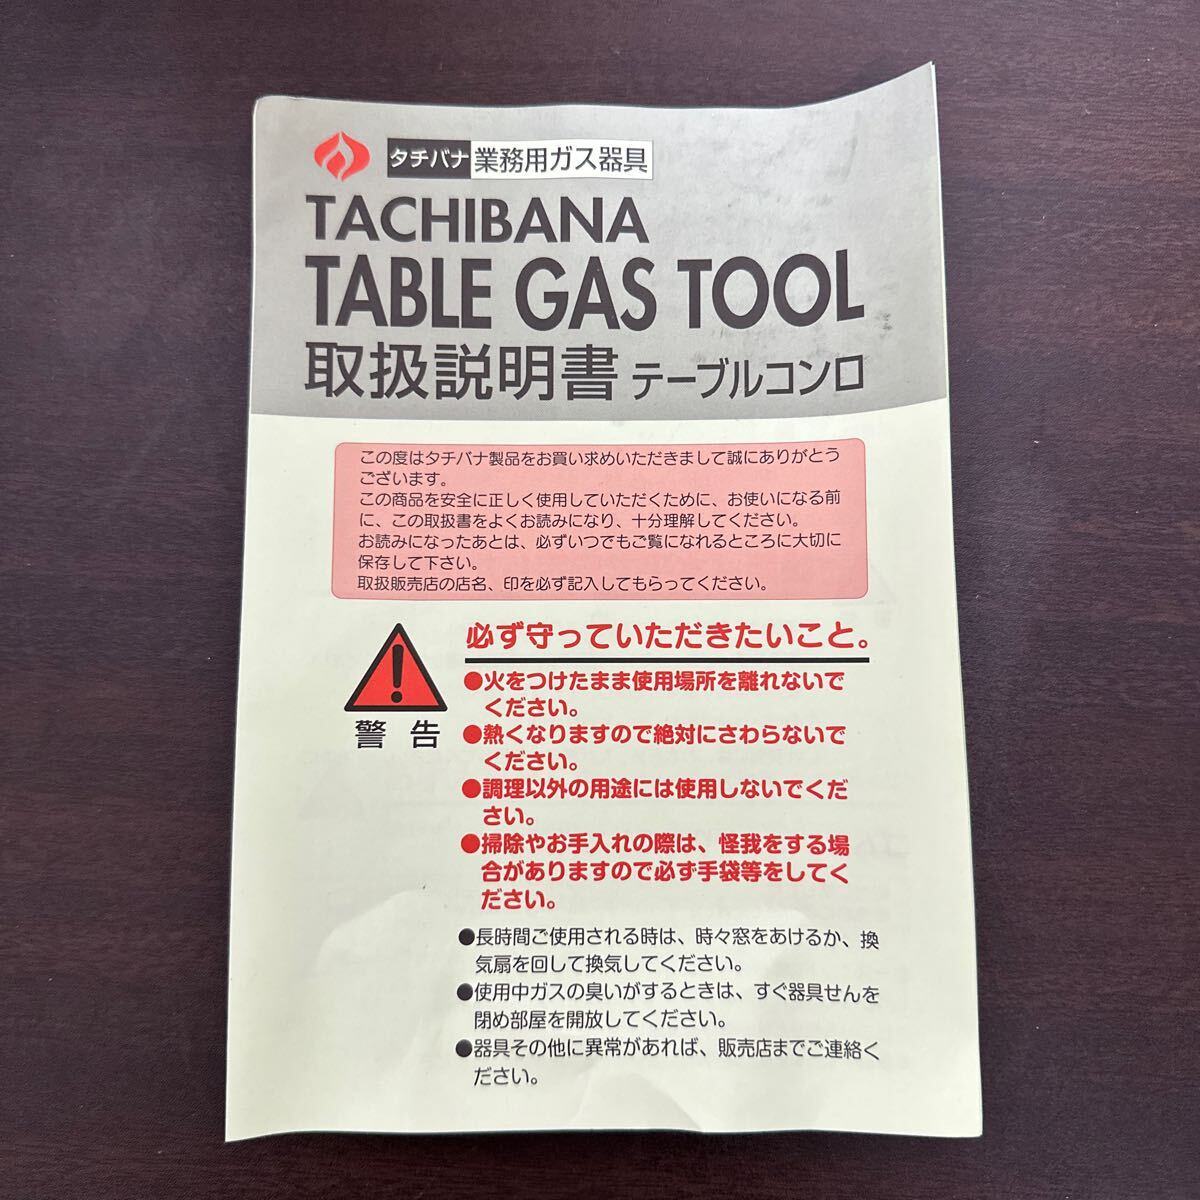 タチバナ 業務用ガス器具
TACHIBANA
TABLE GAS TOOL
取扱説明書 テーブルコンロ
この度はタチバナ製品をお買い求めいただきまして誠にありがとう
ございます。
この商品を安全に正しく使用していただくために、お使いになる前
に、この取扱書をよくお読みになり、十分理解してください。
お読みになったあとは、必ずいつでもご覧になれるところに大切に
保存して下さい。
取扱販売店の店名、印を必ず記入してもらってください。
警告
必ず守っていただきたいこと。
●火をつけたまま使用場所を離れないで
ください。
●熱くなりますので絶対にさわらないで
ください。
●調理以外の用途には使用しないでくだ
さい。
●掃除やお手入れの際は、怪我をする場
合がありますので必ず手袋等をしてく
ださい。
●長時間ご使用される時は、時々窓をあけるか、換
気扇を回して換気してください。
●使用中ガスの臭いがするときは、すぐ器具せんを
閉め部屋を開放してください。
●器具その他に異常があれば、販売店までご連絡く
ださい。